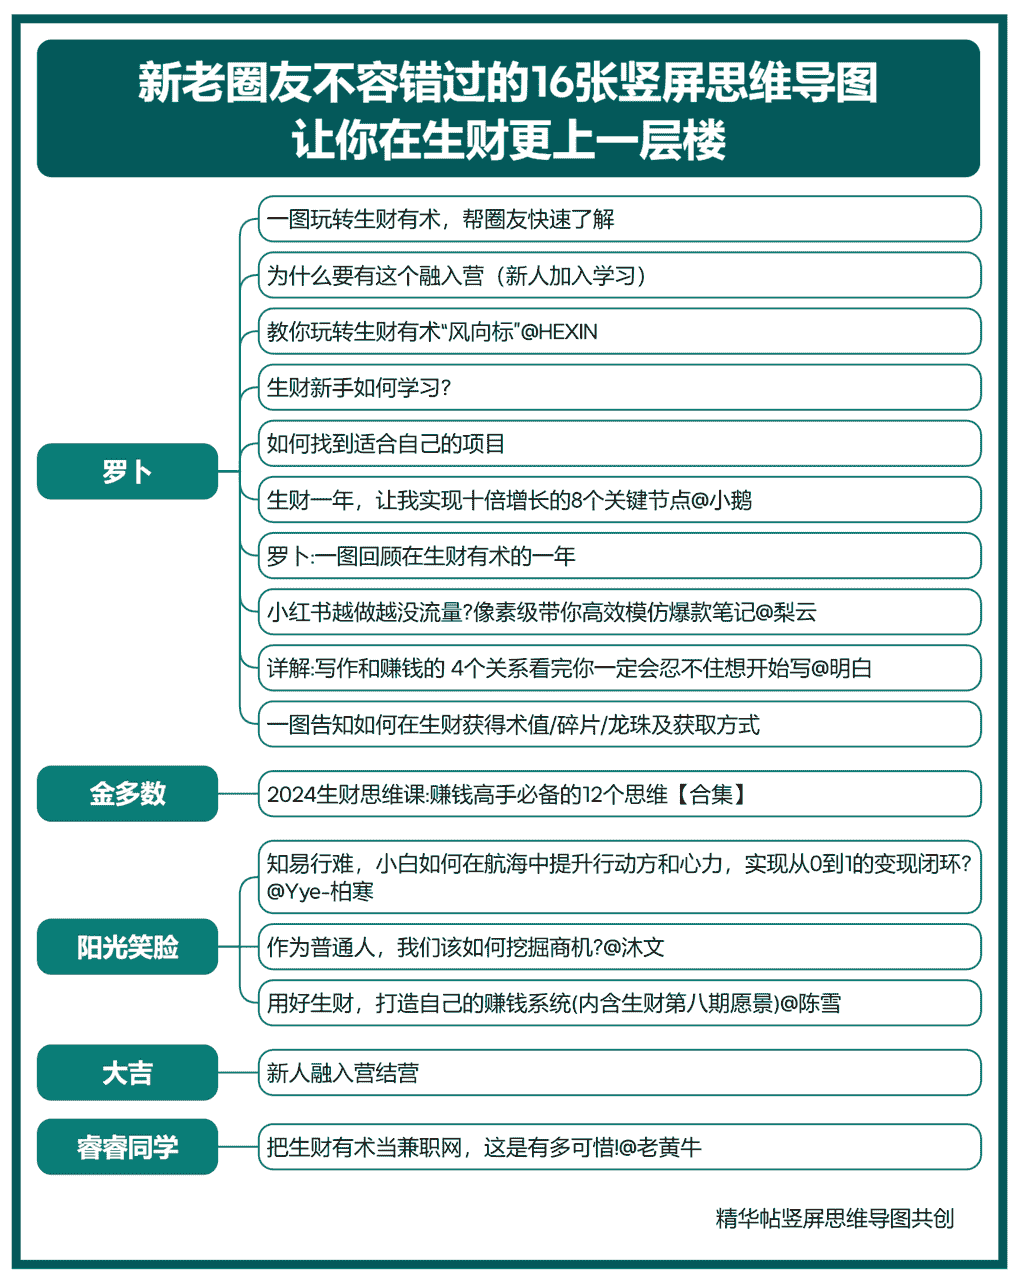 新老圈友不容错过的16张竖屏思维导图
让你在生财更上一层楼
罗卜
一图玩转生财有术，帮圈友快速了解
为什么要有这个融入营（新人加入学习）
教你玩转生财有术“风向标”@HEXIN
生财新手如何学习?
如何找到适合自己的项目
生财一年，让我实现十倍增长的8个关键节点@小鹅
罗卜:一图回顾在生财有术的一年
小红书越做越没流量?像素级带你高效模仿爆款笔记@梨云
详解:写作和赚钱的 4个关系看完你一定会忍不住想开始写@明白
一图告知如何在生财获得术值/碎片/龙珠及获取方式
金多数
2024生财思维课:赚钱高手必备的12个思维【合集】
阳光笑脸
知易行难，小白如何在航海中提升行动方和心力，实现从0到1的变现闭环?
@Yye-柏寒
作为普通人，我们该如何挖掘商机?@沐文
用好生财，打造自己的赚钱系统(内含生财第八期愿景)@陈雪
大吉
新人融入营结营
睿睿同学
把生财有术当兼职网，这是有多可惜!@老黄牛
精华帖竖屏思维导图共创